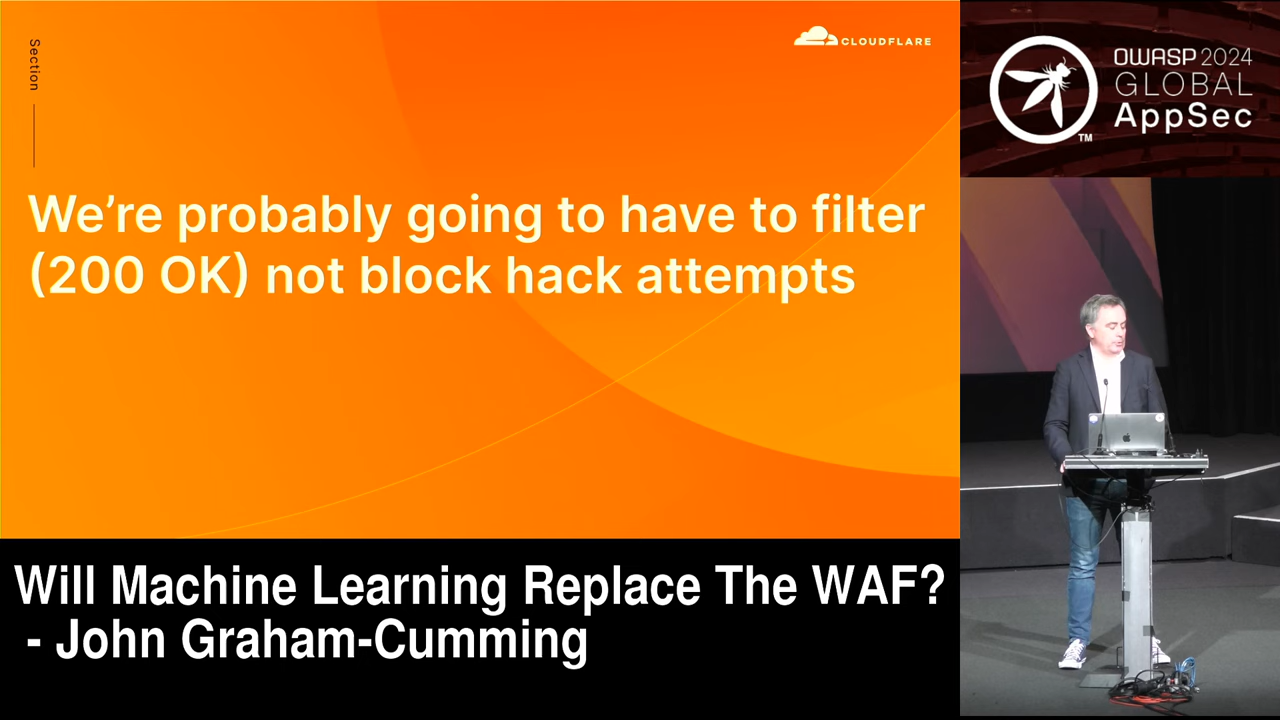 Section
CLOUDFLARE
We’re probably going to have to filter
(200 OK) not block hack attempts
OWASP 2024
GLOBAL
AppSec
TM
Will Machine Learning Replace The WAF?
- John Graham-Cumming